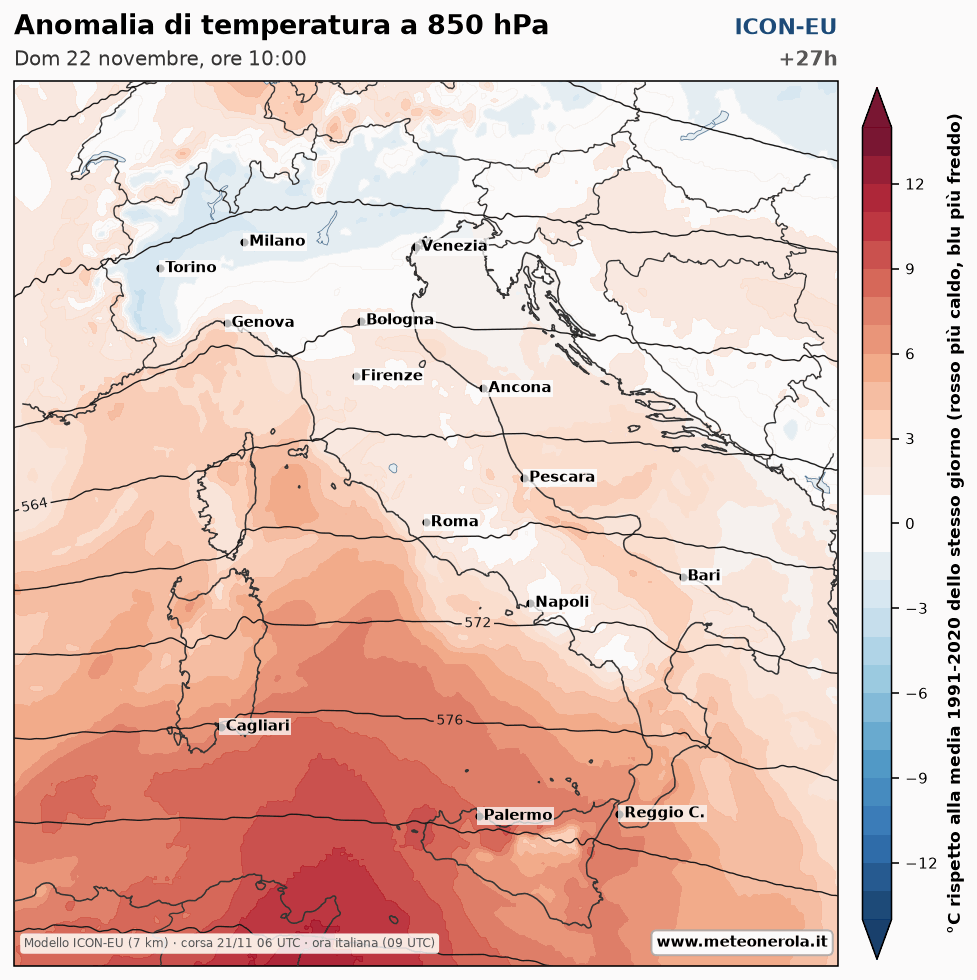 Anomalia di temperatura a 850 hPa
ICON-EU
Dom 22 novembre, ore 10:00
+27h
Milano
Venezia
Torino
Genova
Bologna
Firenze
Ancona
Pescara
564
Roma
Bari
Napoli
572
576
Cagliari
Palermo
Reggio C.
Modello ICON-EU (7 km) · corsa 21/11 06 UTC · ora italiana (09 UTC)
www.meteonerola.it
12
9
6
3
0
−3
−6
−9
−12
°C rispetto alla media 1991-2020 dello stesso giorno (rosso più caldo, blu più freddo)